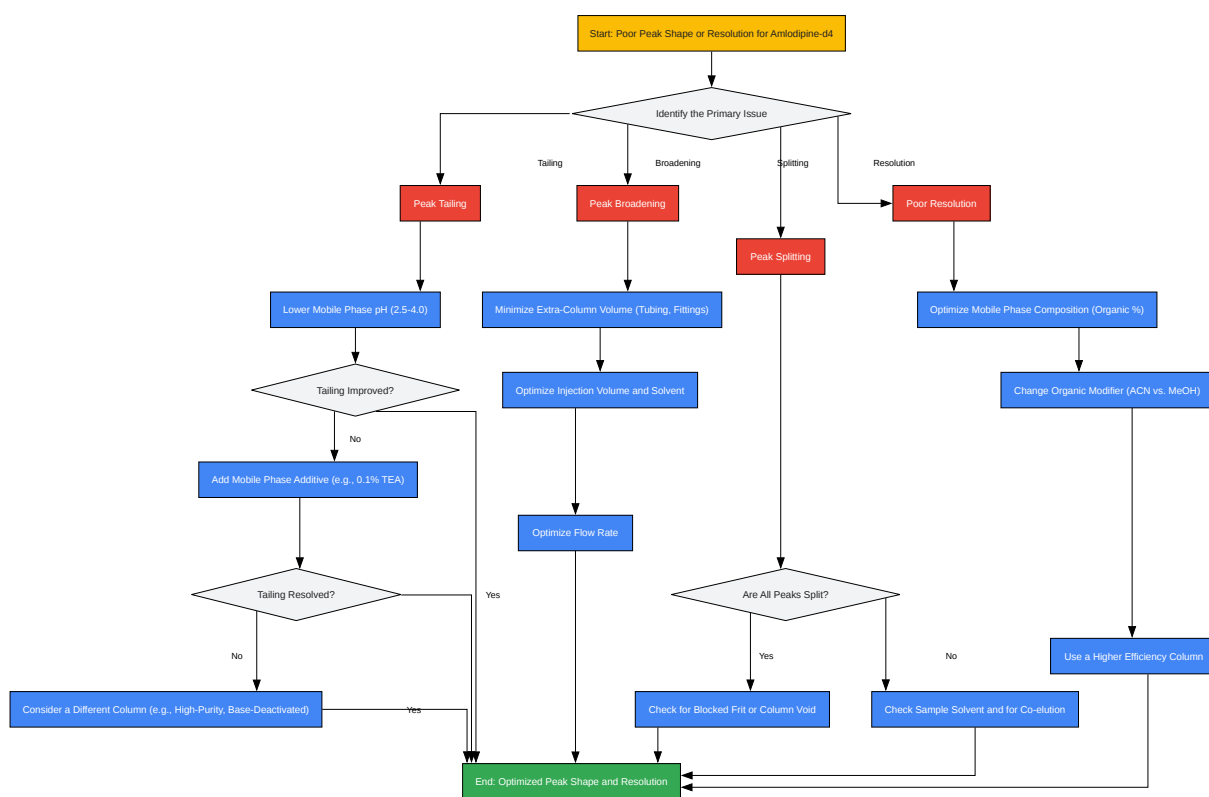 Start: Poor Peak Shape or Resolution for Amlodipine-d4
Identify the Primary Issue
Tailing
Broadening
Splitting
Resolution
Peak Tailing
Peak Broadening
Poor Resolution
Peak Splitting
Lower Mobile Phase pH (2.5-4.0)
Minimize Extra-Column Volume (Tubing, Fittings)
Optimize Mobile Phase Composition (Organic %)
Tailing Improved?
Optimize Injection Volume and Solvent
Change Organic Modifier (ACN vs. MeOH)
No
Add Mobile Phase Additive (e.g., 0.1% TEA)
Optimize Flow Rate
Tailing Resolved?
Yes
Are All Peaks Split?
No
Yes
No
Use a Higher Efficiency Column
Consider a Different Column (e.g., High-Purity, Base-Deactivated)
Yes
Check for Blocked Frit or Column Void
Check Sample Solvent and for Co-elution
End: Optimized Peak Shape and Resolution